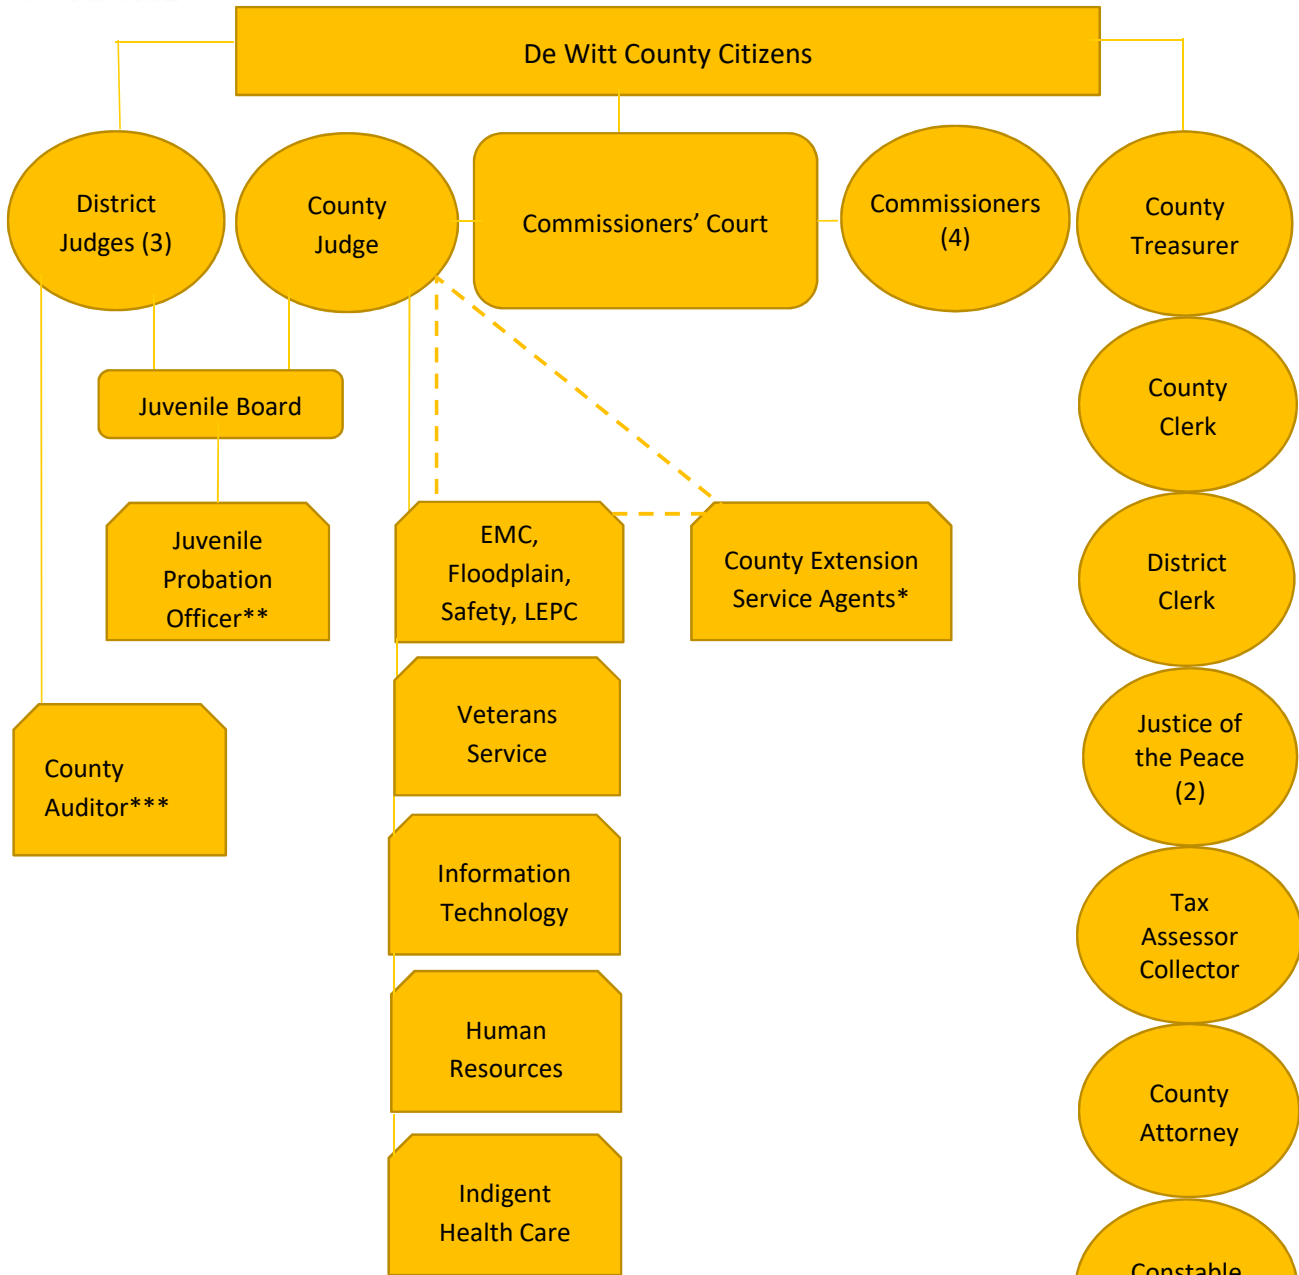 De Witt County Citizens
District
Judges (3)
County
Judge
Commissioners’ Court
Commissioners
(4)
County
Treasurer
Juvenile Board
County
Clerk
Juvenile
Probation
Officer**
EMC,
Floodplain,
Safety, LEPC
County Extension
Service Agents*
District
Clerk
Veterans
Service
County
Auditor***
Justice of
the Peace
(2)
Information
Technology
Tax
Assessor
Collector
Human
Resources
County
Attorney
Indigent
Health Care
Constable